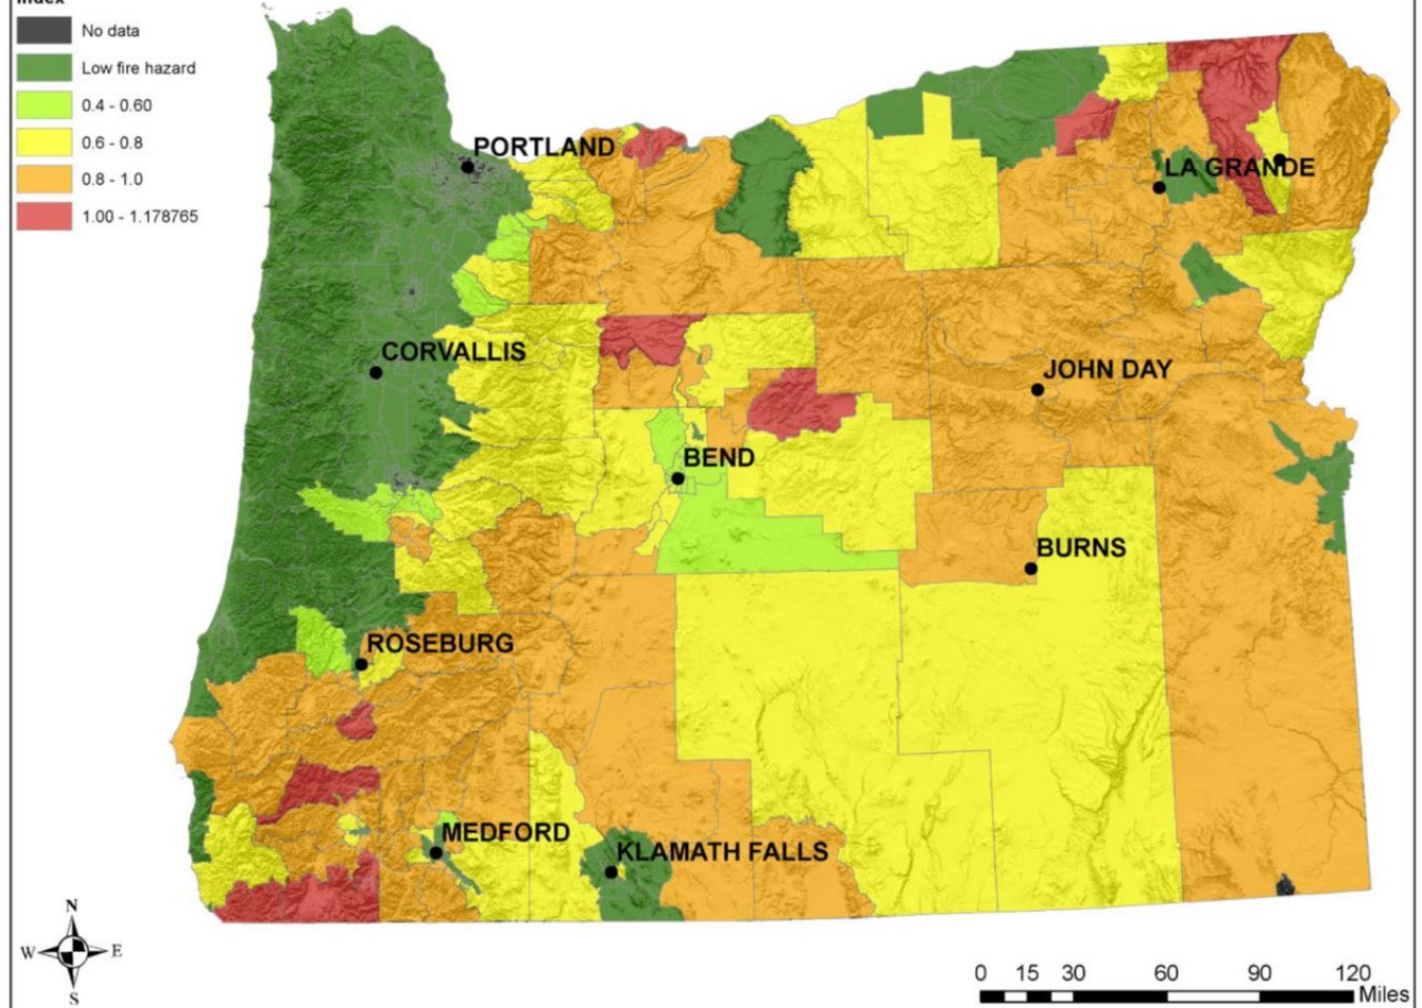 Index
No data
Low fire hazard
0.4 - 0.60
0.6 - 0.8
0.8 - 1.0
1.00 - 1.178765
PORTLAND
LA GRANDE
CORVALLIS
JOHN DAY
BEND
BURNS
ROSEBURG
MEDFORD
KLAMATH FALLS
N
W E
S
0 15 30 60 90 120
Miles